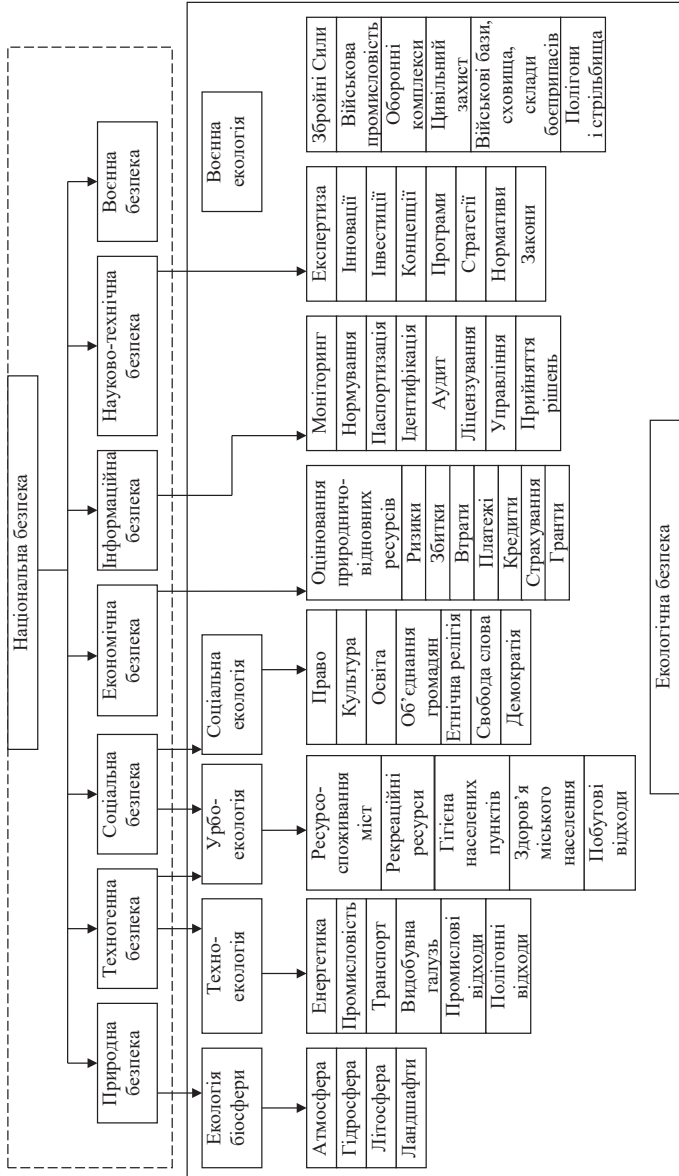 Національна безпека
Природна
безпека
Техногенна
безпека
Соціальна
безпека
Економічна
безпека
Інформаційна
безпека
Науково-технічна
безпека
Воєнна
безпека
Екологія
біосфери
Техно-
екологія
Урбо-
екологія
Соціальна
екологія
Воєнна
екологія
Атмосфера
Гідросфера
Літосфера
Ландшафти
Енергетика
Промисловість
Транспорт
Видобувна
галузь
Промислові
відходи
Полігонні
відходи
Ресурсо-
споживання
міст
Рекреаційні
ресурси
Гігієна
населених
пунктів
Здоров'я
міського
населення
Побутові
відходи
Право
Культура
Освіта
Об'єднання
громадян
Етнічна релігія
Свобода слова
Демократія
Оцінювання
природничо-
відновних
ресурсів
Ризики
Збитки
Втрати
Платежі
Кредити
Страхування
Гранти
Моніторинг
Нормування
Паспортизація
Ідентифікація
Аудит
Ліцензування
Управління
Прийняття
рішень
Експертиза
Інновації
Інвестиції
Концепції
Програми
Стратегії
Нормативи
Закони
Збройні Сили
Військова
промисловість
Оборонні
комплекси
Цивільний
захист
Військові бази,
сховища,
склади
боєприпасів
Полігони
і стрільбища
Екологічна безпека